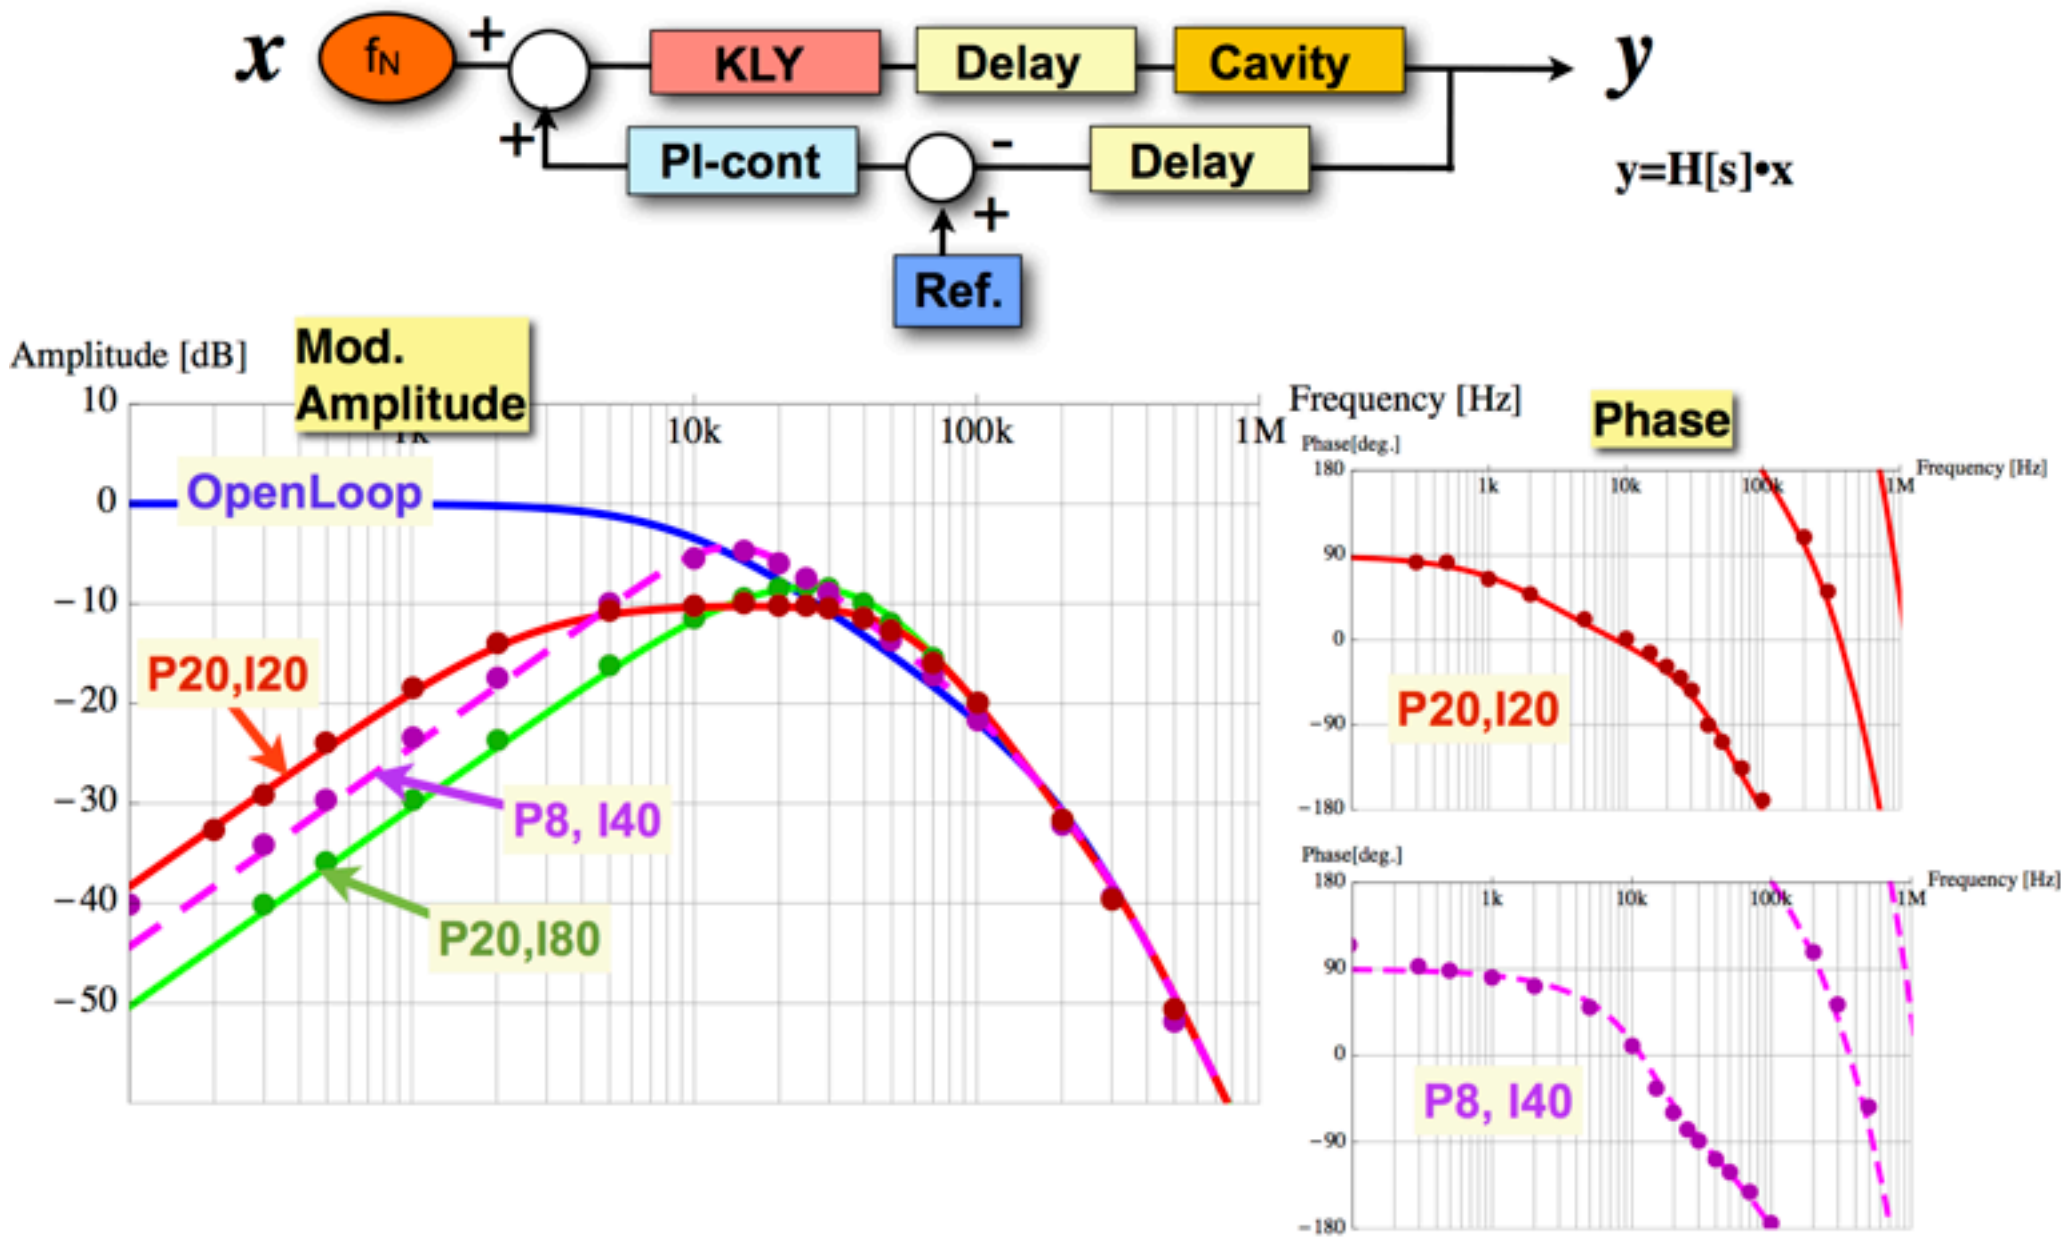 x fN + KLY Delay Cavity y
+ PI-cont - Delay y=H[s]•x
+
Ref.
Amplitude [dB]
Mod.
Amplitude
Frequency [Hz]
10
1k 10k 100k 1M
0
OpenLoop
−10
P20,I20
−20
−30
P8, I40
−40
P20,I80
−50
Phase
Phase[deg.]
180
Frequency [Hz]
1k 10k 100k 1M
90
0
P20,I20
−90
−180
Phase[deg.]
180
Frequency [Hz]
1k 10k 100k 1M
90
0
P8, I40
−90
−180